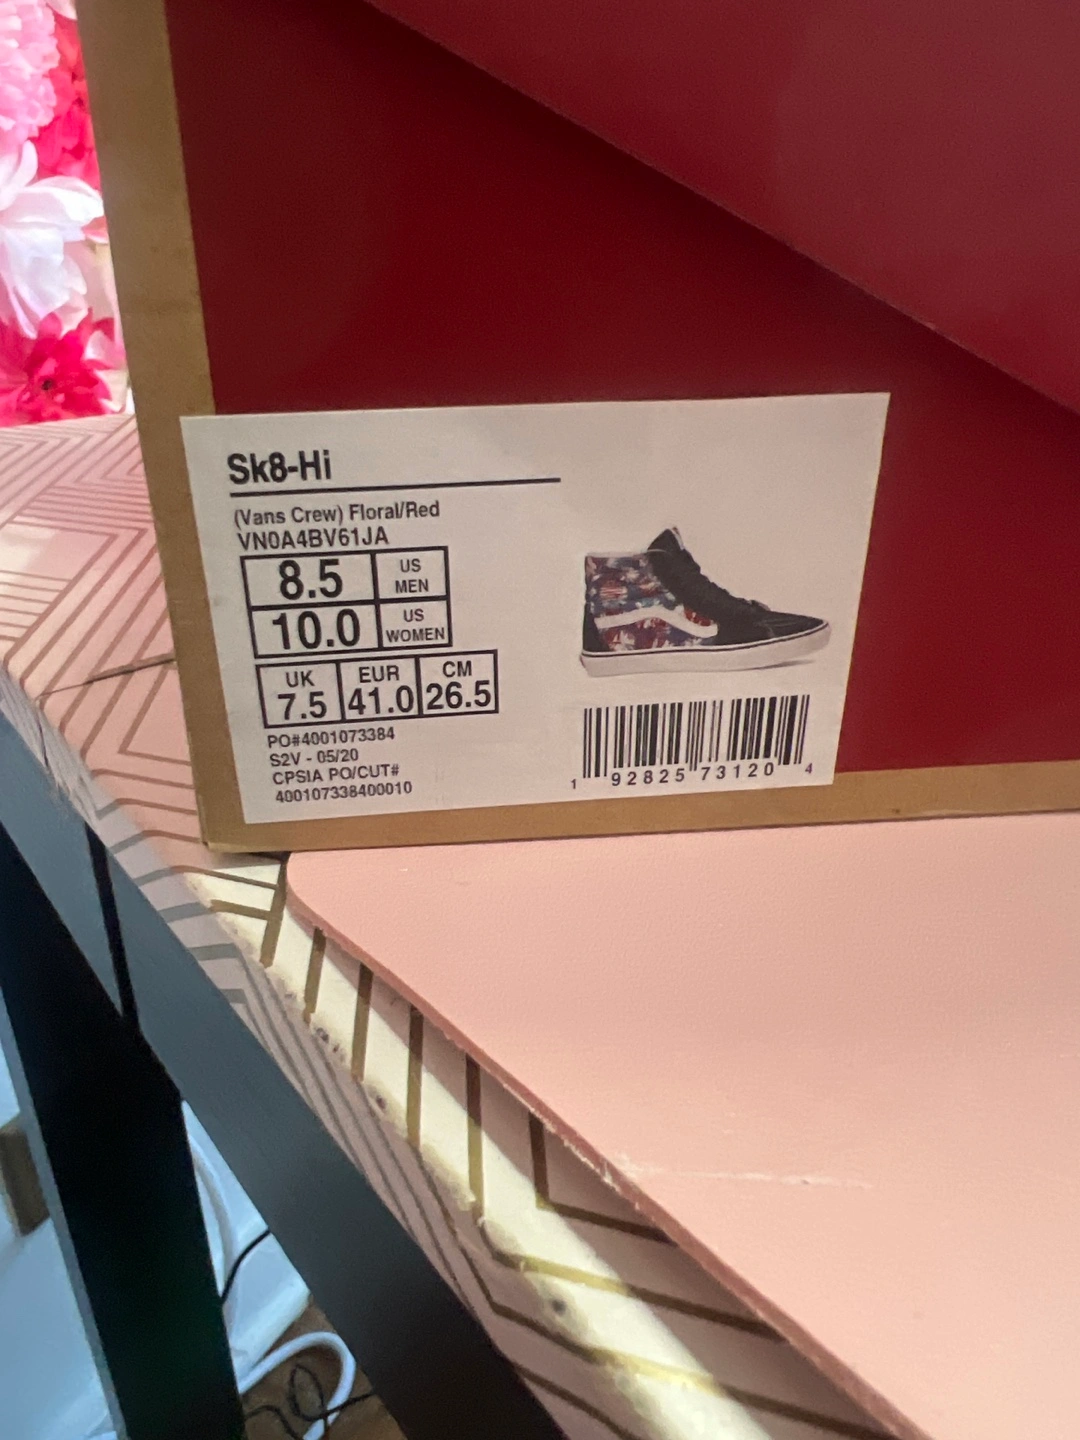 Sk8-Hi
(Vans Crew) Floral/Red
VN0A4BV61JA
8.5 US MEN
10.0 US WOMEN
UK EUR CM
7.5 41.0 26.5
PO#4001073384
S2V - 05/20
CPSIA PO/CUT#
400107338400010
1 92825 73120 4